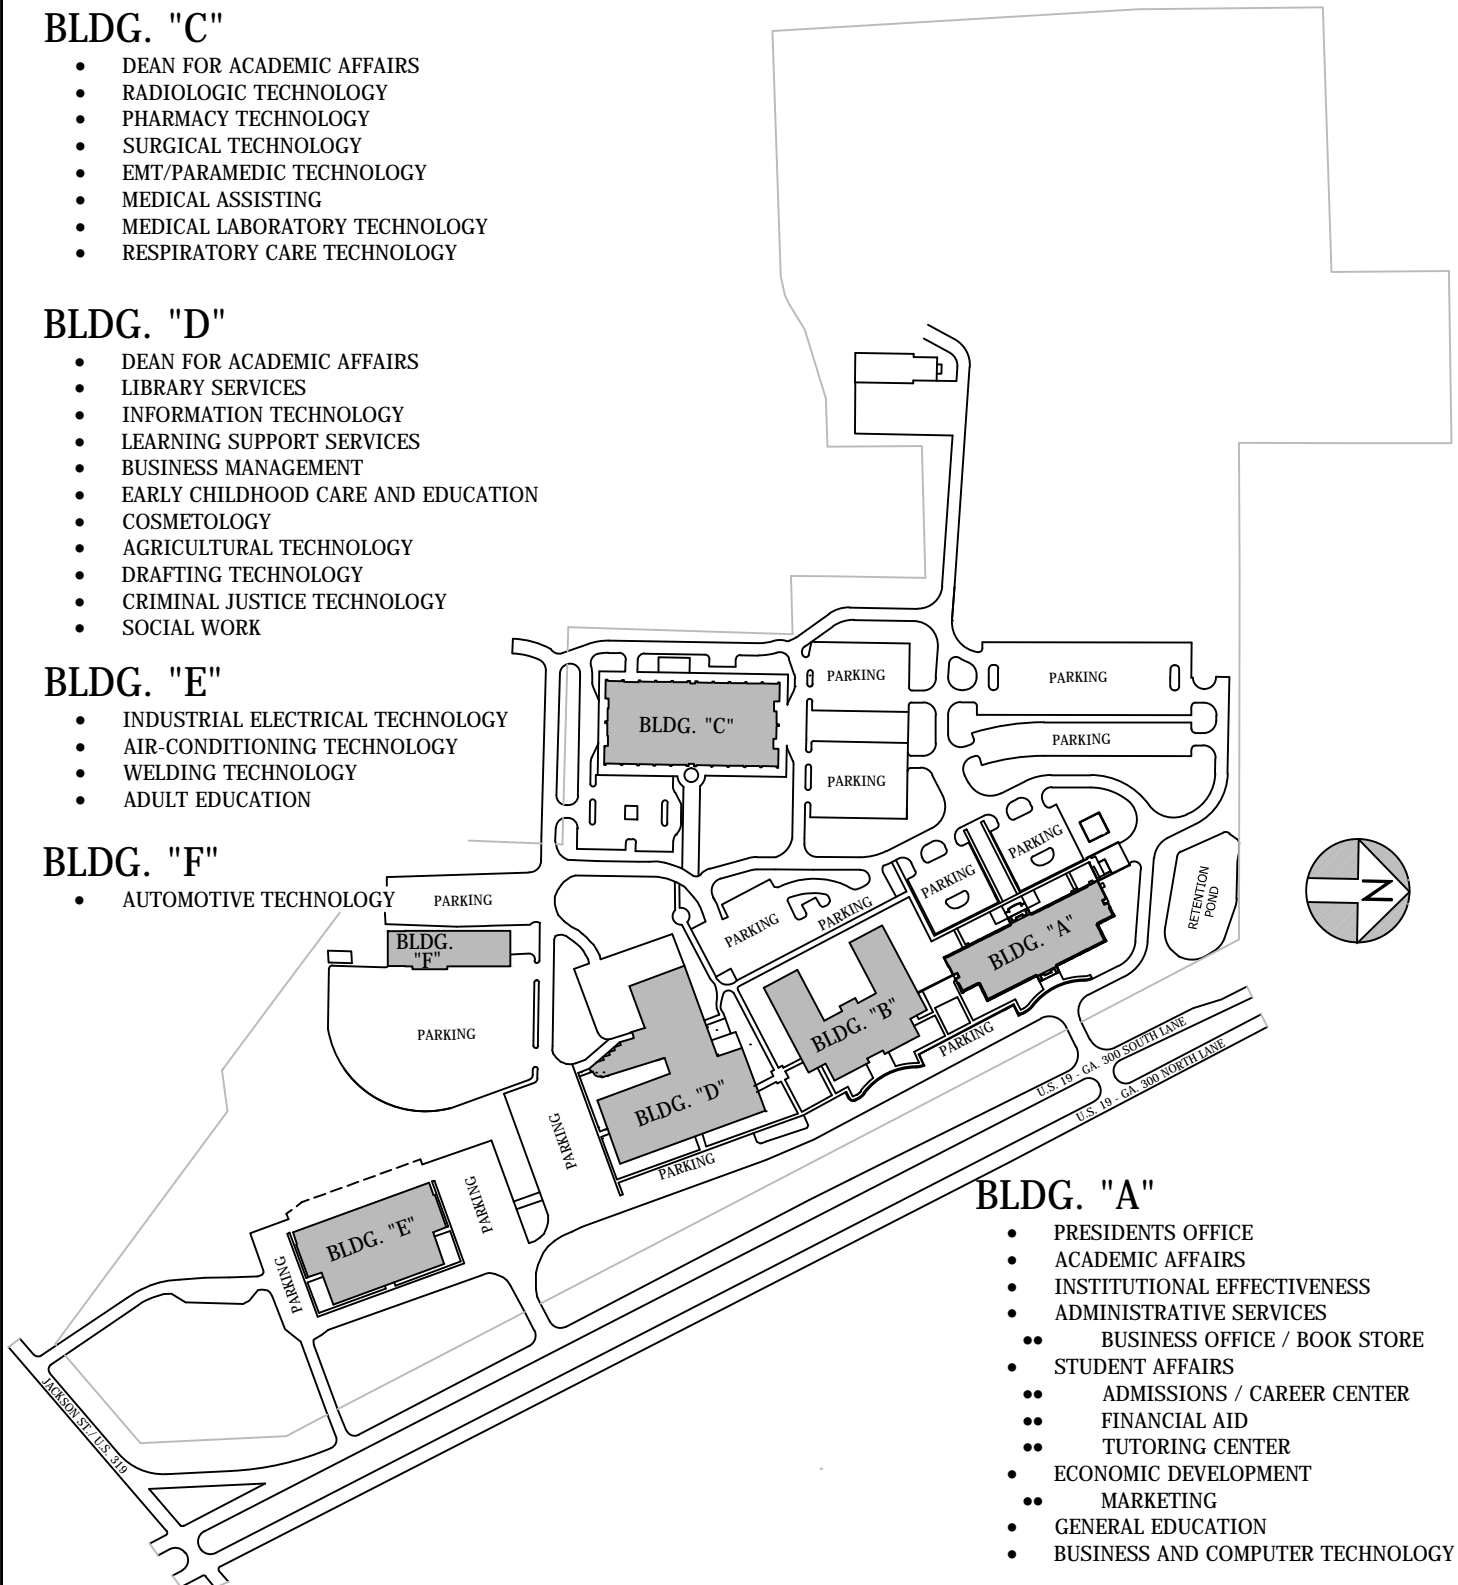 BLDG. "C"
• DEAN FOR ACADEMIC AFFAIRS
• RADIOLOGIC TECHNOLOGY
• PHARMACY TECHNOLOGY
• SURGICAL TECHNOLOGY
• EMT/PARAMEDIC TECHNOLOGY
• MEDICAL ASSISTING
• MEDICAL LABORATORY TECHNOLOGY
• RESPIRATORY CARE TECHNOLOGY
BLDG. "D"
• DEAN FOR ACADEMIC AFFAIRS
• LIBRARY SERVICES
• INFORMATION TECHNOLOGY
• LEARNING SUPPORT SERVICES
• BUSINESS MANAGEMENT
• EARLY CHILDHOOD CARE AND EDUCATION
• COSMETOLOGY
• AGRICULTURAL TECHNOLOGY
• DRAFTING TECHNOLOGY
• CRIMINAL JUSTICE TECHNOLOGY
• SOCIAL WORK
BLDG. "E"
• INDUSTRIAL ELECTRICAL TECHNOLOGY
• AIR-CONDITIONING TECHNOLOGY
• WELDING TECHNOLOGY
• ADULT EDUCATION
BLDG. "F"
• AUTOMOTIVE TECHNOLOGY
PARKING
PARKING
BLDG. "C"
PARKING
PARKING
PARKING
PARKING
PARKING
RETENTION
POND
N
PARKING
PARKING
PARKING
BLDG.
"F"
BLDG. "A"
BLDG. "B"
PARKING
PARKING
BLDG. "D"
PARKING
PARKING
U.S. 19 - GA. 300 SOUTH LANE
U.S. 19 - GA. 300 NORTH LANE
PARKING
BLDG. "E"
PARKING
JACKSON ST./ U.S. 319
BLDG. "A"
• PRESIDENTS OFFICE
• ACADEMIC AFFAIRS
• INSTITUTIONAL EFFECTIVENESS
• ADMINISTRATIVE SERVICES
•• BUSINESS OFFICE / BOOK STORE
• STUDENT AFFAIRS
•• ADMISSIONS / CAREER CENTER
•• FINANCIAL AID
•• TUTORING CENTER
• ECONOMIC DEVELOPMENT
•• MARKETING
• GENERAL EDUCATION
• BUSINESS AND COMPUTER TECHNOLOGY